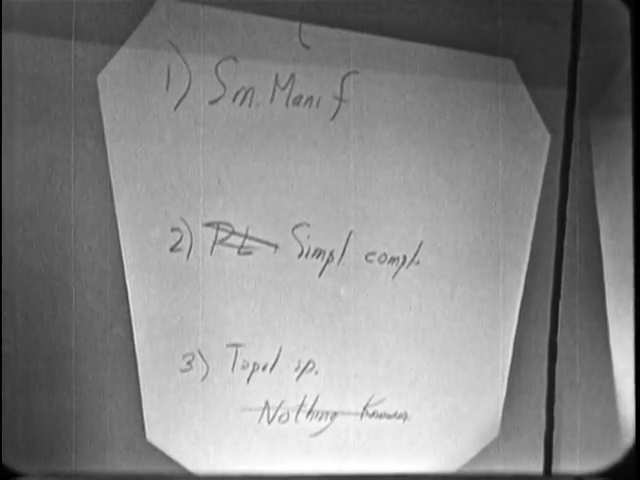 1) Sm. Manif
2) PL Simpl. compl.
3) Topol sp.
Nothing Known